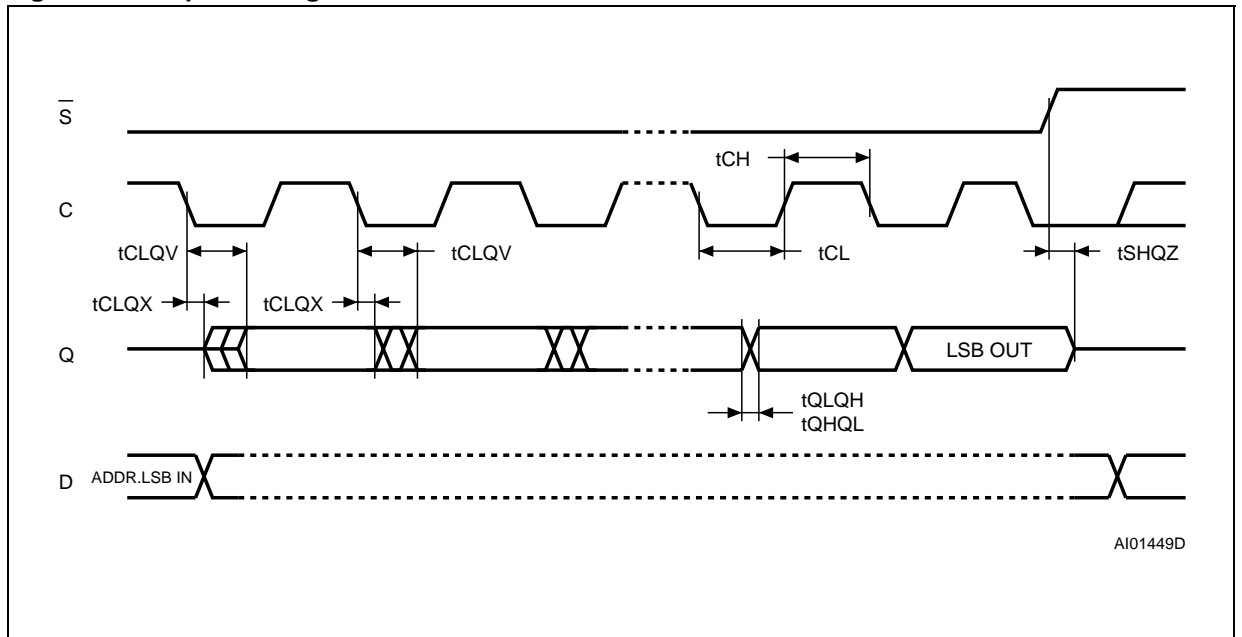 S
tCH
C
tCLQV
tCLQV
tCL
tSHQZ
tCLQX
tCLQX
Q
LSB OUT
tQLQH
tQHQL
D
ADDR.LSB IN
AI01449D